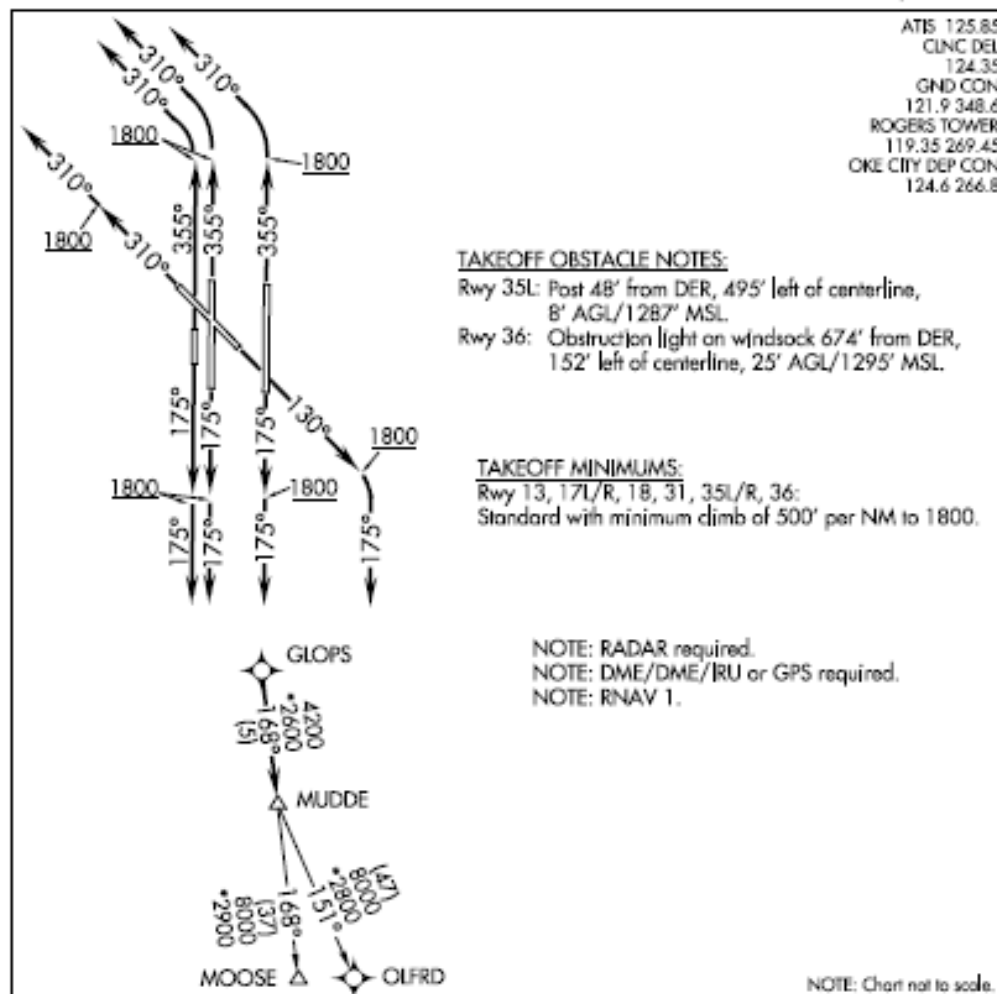 ATIS 125.85
CLNC DEL
124.35
GND CON
121.9 348.6
ROGERS TOWER
119.35 269.45
OKE CITY DEP CON
124.6 266.8
310°
310°
310°
310°
1800
1800
1800
310°
355°
355°
355°
TAKEOFF OBSTACLE NOTES:
Rwy 35L: Post 48' from DER, 495' left of centerline,
8' AGL/1287' MSL.
Rwy 36: Obstruction light on windsock 674' from DER,
152' left of centerline, 25' AGL/1295' MSL.
175°
175°
175°
130°
1800
1800
1800
175°
175°
175°
175°
TAKEOFF MINIMUMS:
Rwy 13, 17L/R, 18, 31, 35L/R, 36:
Standard with minimum climb of 500' per NM to 1800.
NOTE: RADAR required.
NOTE: DME/DME/IRU or GPS required.
NOTE: RNAV 1.
GLOPS
4200
*2600
168°
(5)
MUDDE
(47)
8000
*2800
151°
168°
(37)
8000
*2900
MOOSE
OLFRD
NOTE: Chart not to scale.